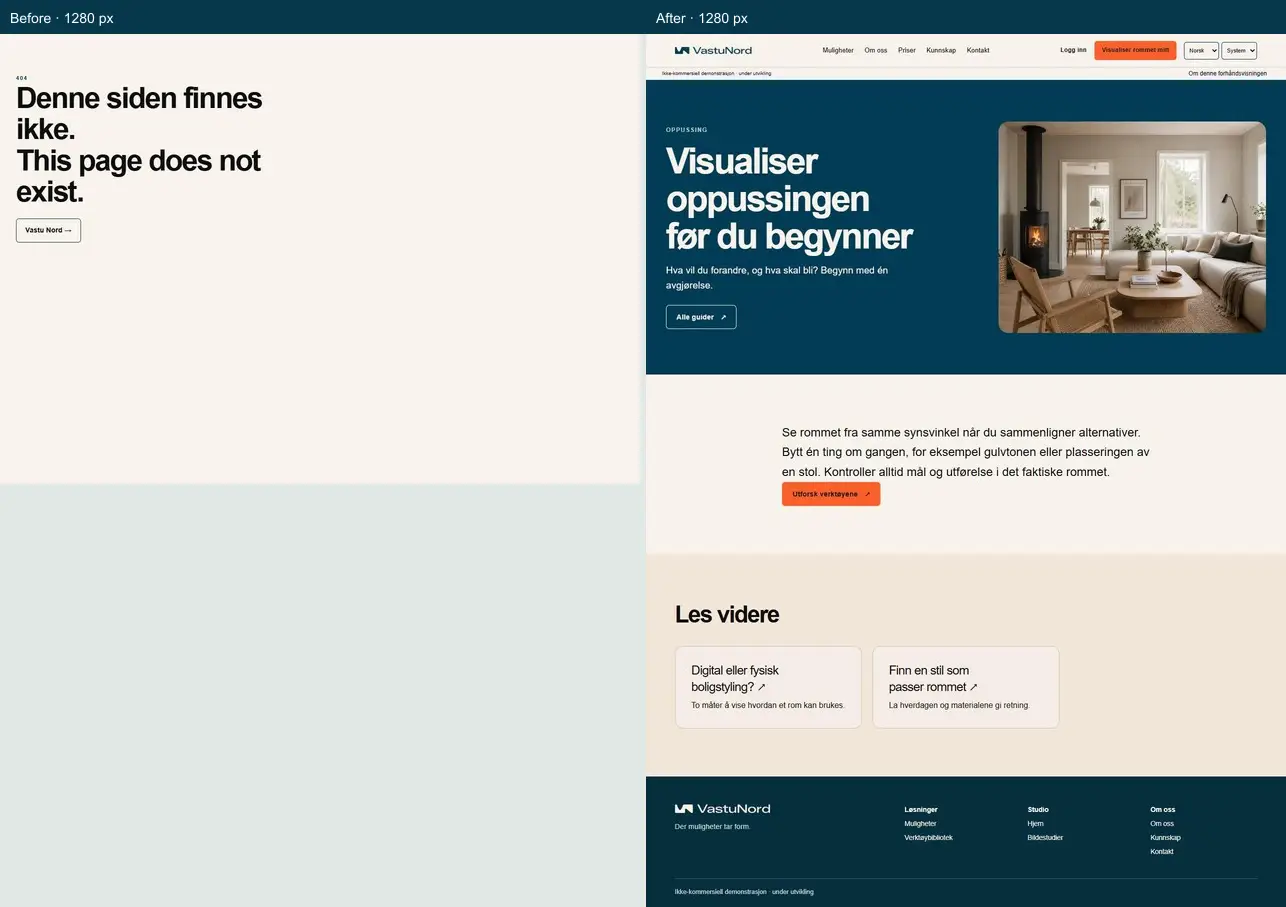 Before · 1280 px
404
Denne siden finnes
ikke.
This page does not
exist.
Vastu Nord →
After · 1280 px
VastuNord
Muligheter Om oss Priser Kunnskap Kontakt
Logg inn
Visualiser rommet mitt
Norsk
System
Ikke-kommersiell demonstrasjon · under utvikling
Om denne forhåndsvisningen
OPPUSSING
Visualiser
oppussingen
før du begynner
Hva vil du forandre, og hva skal bli? Begynn med én
avgjørelse.
Alle guider ↗
Se rommet fra samme synsvinkel når du sammenligner alternativer.
Bytt én ting om gangen, for eksempel gulvtonen eller plasseringen av
en stol. Kontroller alltid mål og utførelse i det faktiske rommet.
Utforsk verktøyene ↗
Les videre
Digital eller fysisk
boligstyling? ↗
To måter å vise hvordan et rom kan brukes.
Finn en stil som
passer rommet ↗
La hverdagen og materialene gi retning.
VastuNord
Der muligheter tar form.
Løsninger
Muligheter
Verktøybibliotek
Studio
Hjem
Bildestudier
Om oss
Om oss
Kunnskap
Kontakt
Ikke-kommersiell demonstrasjon · under utvikling